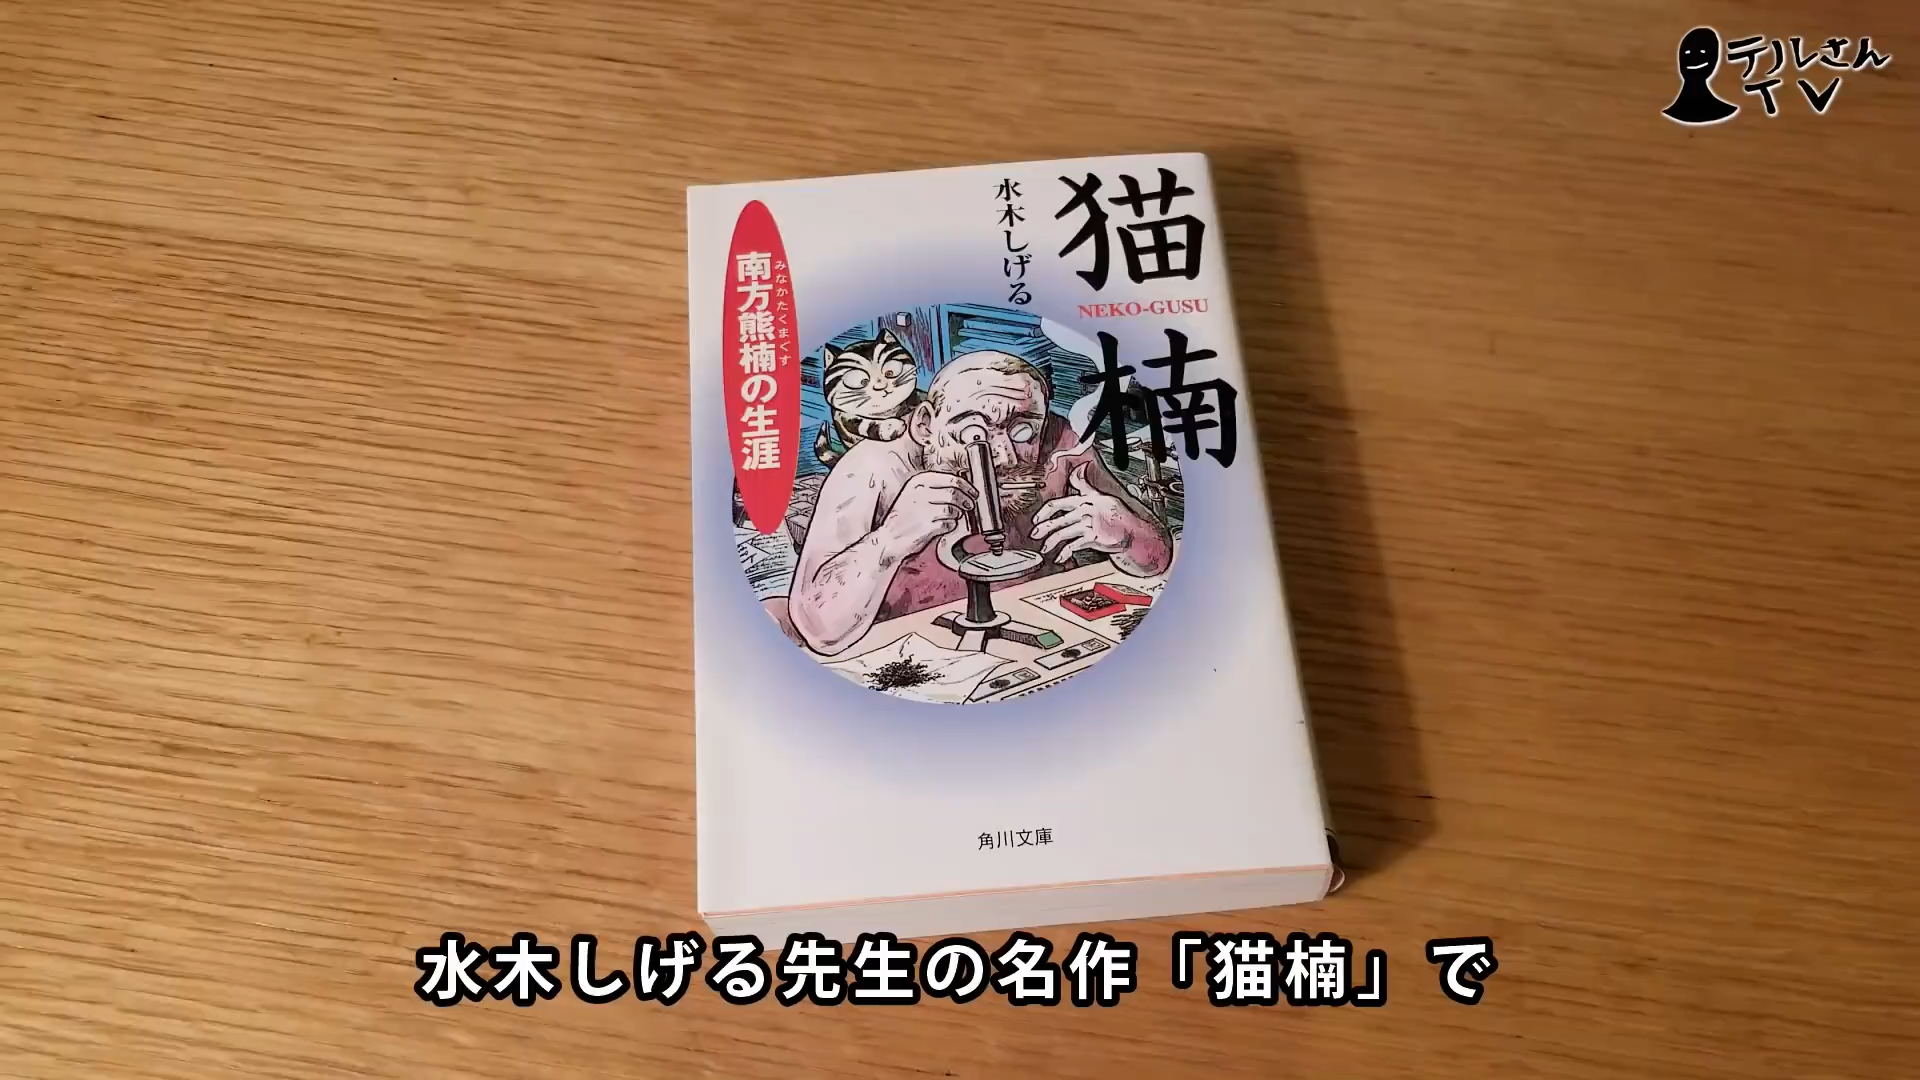 テルさん
TV
猫楠
NEKO-GUSU
水木しげる
南方熊楠の生涯
みなかたくまぐす
角川文庫
水木しげる先生の名作「猫楠」で